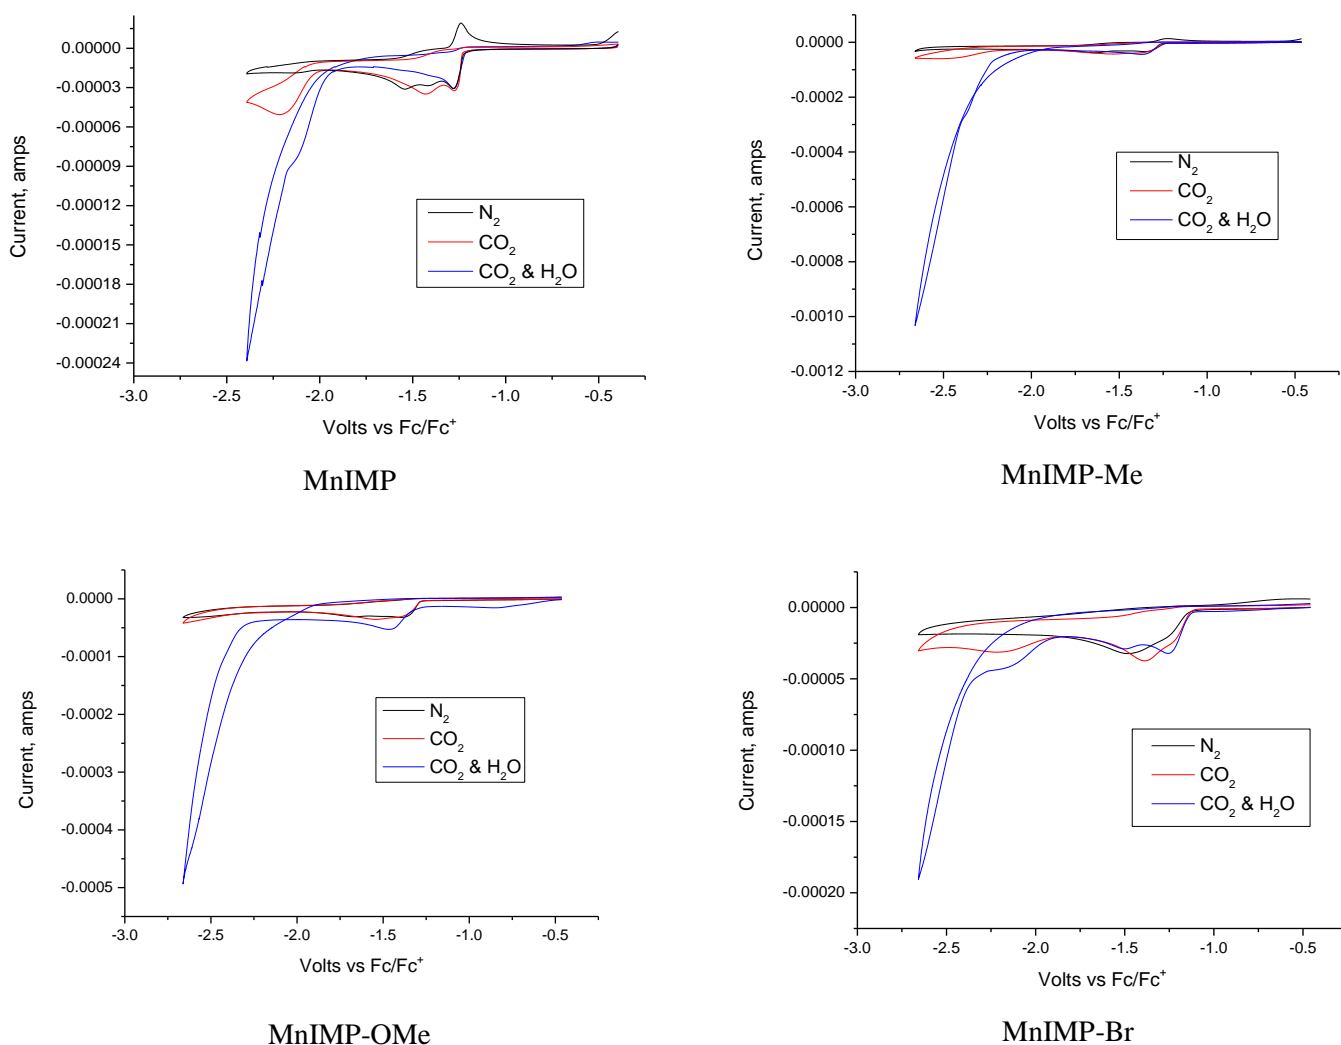 0.00000
-0.00003
-0.00006
-0.00009
-0.00012
-0.00015
-0.00018
-0.00021
-0.00024
Current, amps
N2
CO2
CO2 & H2O
-3.0 -2.5 -2.0 -1.5 -1.0 -0.5
Volts vs Fc/Fc+
MnIMP
0.0000
-0.0002
-0.0004
-0.0006
-0.0008
-0.0010
-0.0012
Current, amps
N2
CO2
CO2 & H2O
-3.0 -2.5 -2.0 -1.5 -1.0 -0.5
Volts vs Fc/Fc+
MnIMP-Me
0.0000
-0.0001
-0.0002
-0.0003
-0.0004
-0.0005
Current, amps
N2
CO2
CO2 & H2O
-3.0 -2.5 -2.0 -1.5 -1.0 -0.5
Volts vs Fc/Fc+
MnIMP-OMe
0.00000
-0.00005
-0.00010
-0.00015
-0.00020
Current, amps
N2
CO2
CO2 & H2O
-3.0 -2.5 -2.0 -1.5 -1.0 -0.5
Volts vs Fc/Fc+
MnIMP-Br